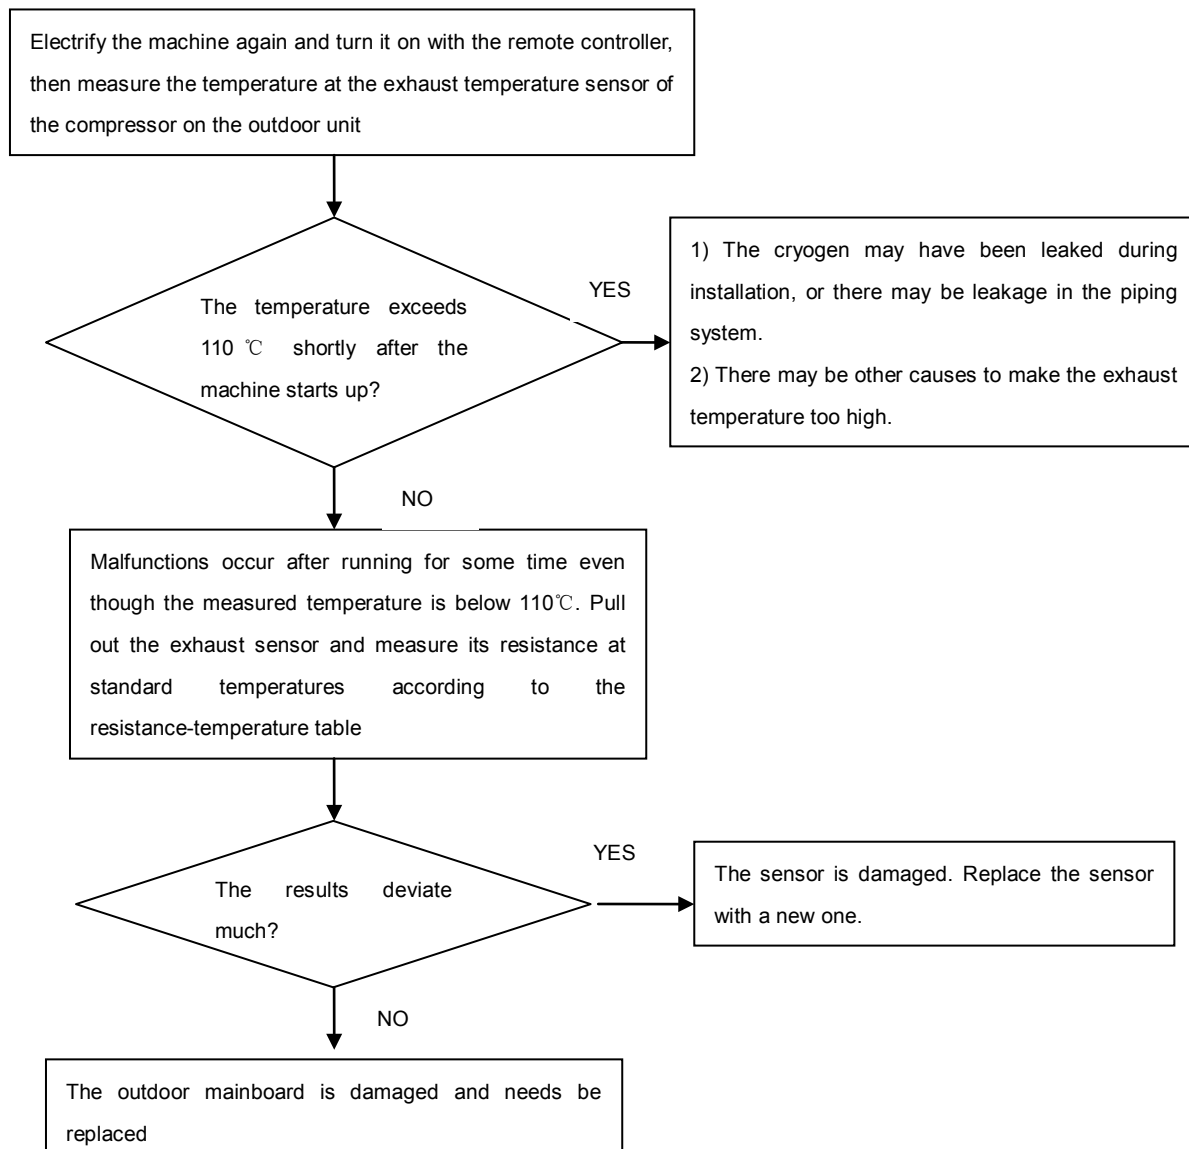 Electrify the machine again and turn it on with the remote controller,
then measure the temperature at the exhaust temperature sensor of
the compressor on the outdoor unit
The temperature exceeds
110 ℃ shortly after the
machine starts up?
YES
1) The cryogen may have been leaked during
installation, or there may be leakage in the piping
system.
2) There may be other causes to make the exhaust
temperature too high.
NO
Malfunctions occur after running for some time even
though the measured temperature is below 110℃. Pull
out the exhaust sensor and measure its resistance at
standard temperatures according to the
resistance-temperature table
The results deviate
much?
YES
The sensor is damaged. Replace the sensor
with a new one.
NO
The outdoor mainboard is damaged and needs be
replaced